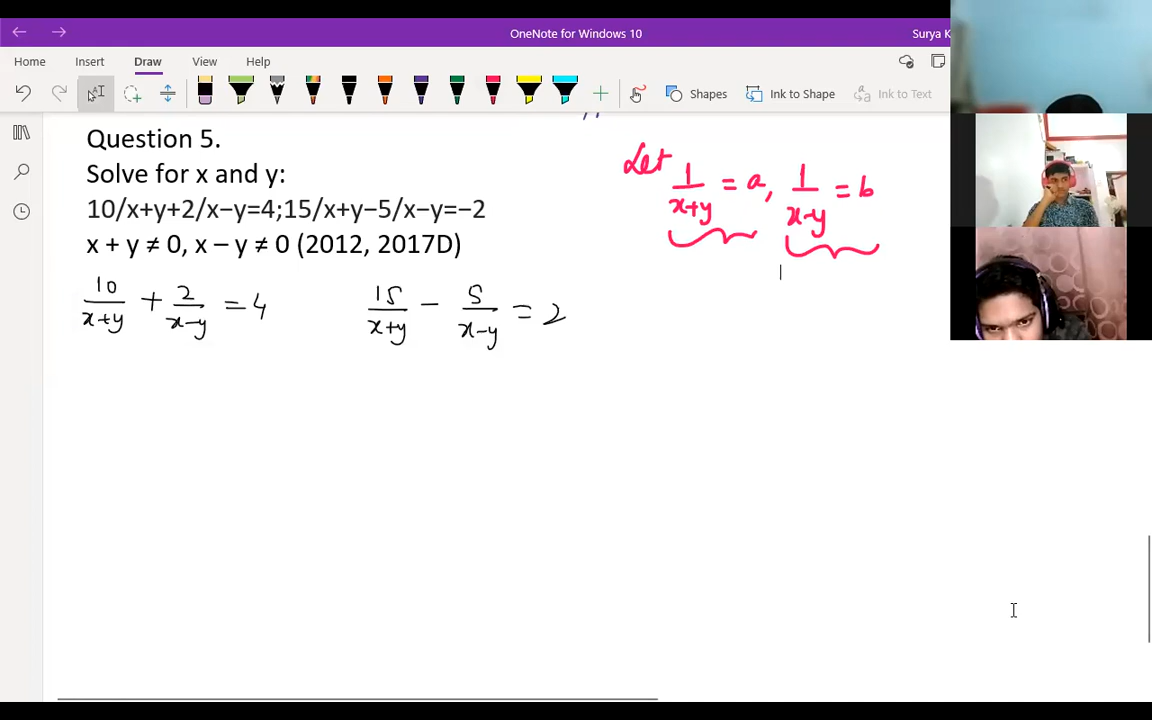 OneNote for Windows 10
Surya K
Home Insert Draw View Help
Shapes Ink to Shape Ink to Text
Question 5.
Solve for x and y:
10/x+y+2/x−y=4;15/x+y−5/x−y=−2
x + y ≠ 0, x – y ≠ 0 (2012, 2017D)
10/x+y + 2/x-y = 4 15/x+y - 5/x-y = 2
Let 1/x+y = a, 1/x-y = b